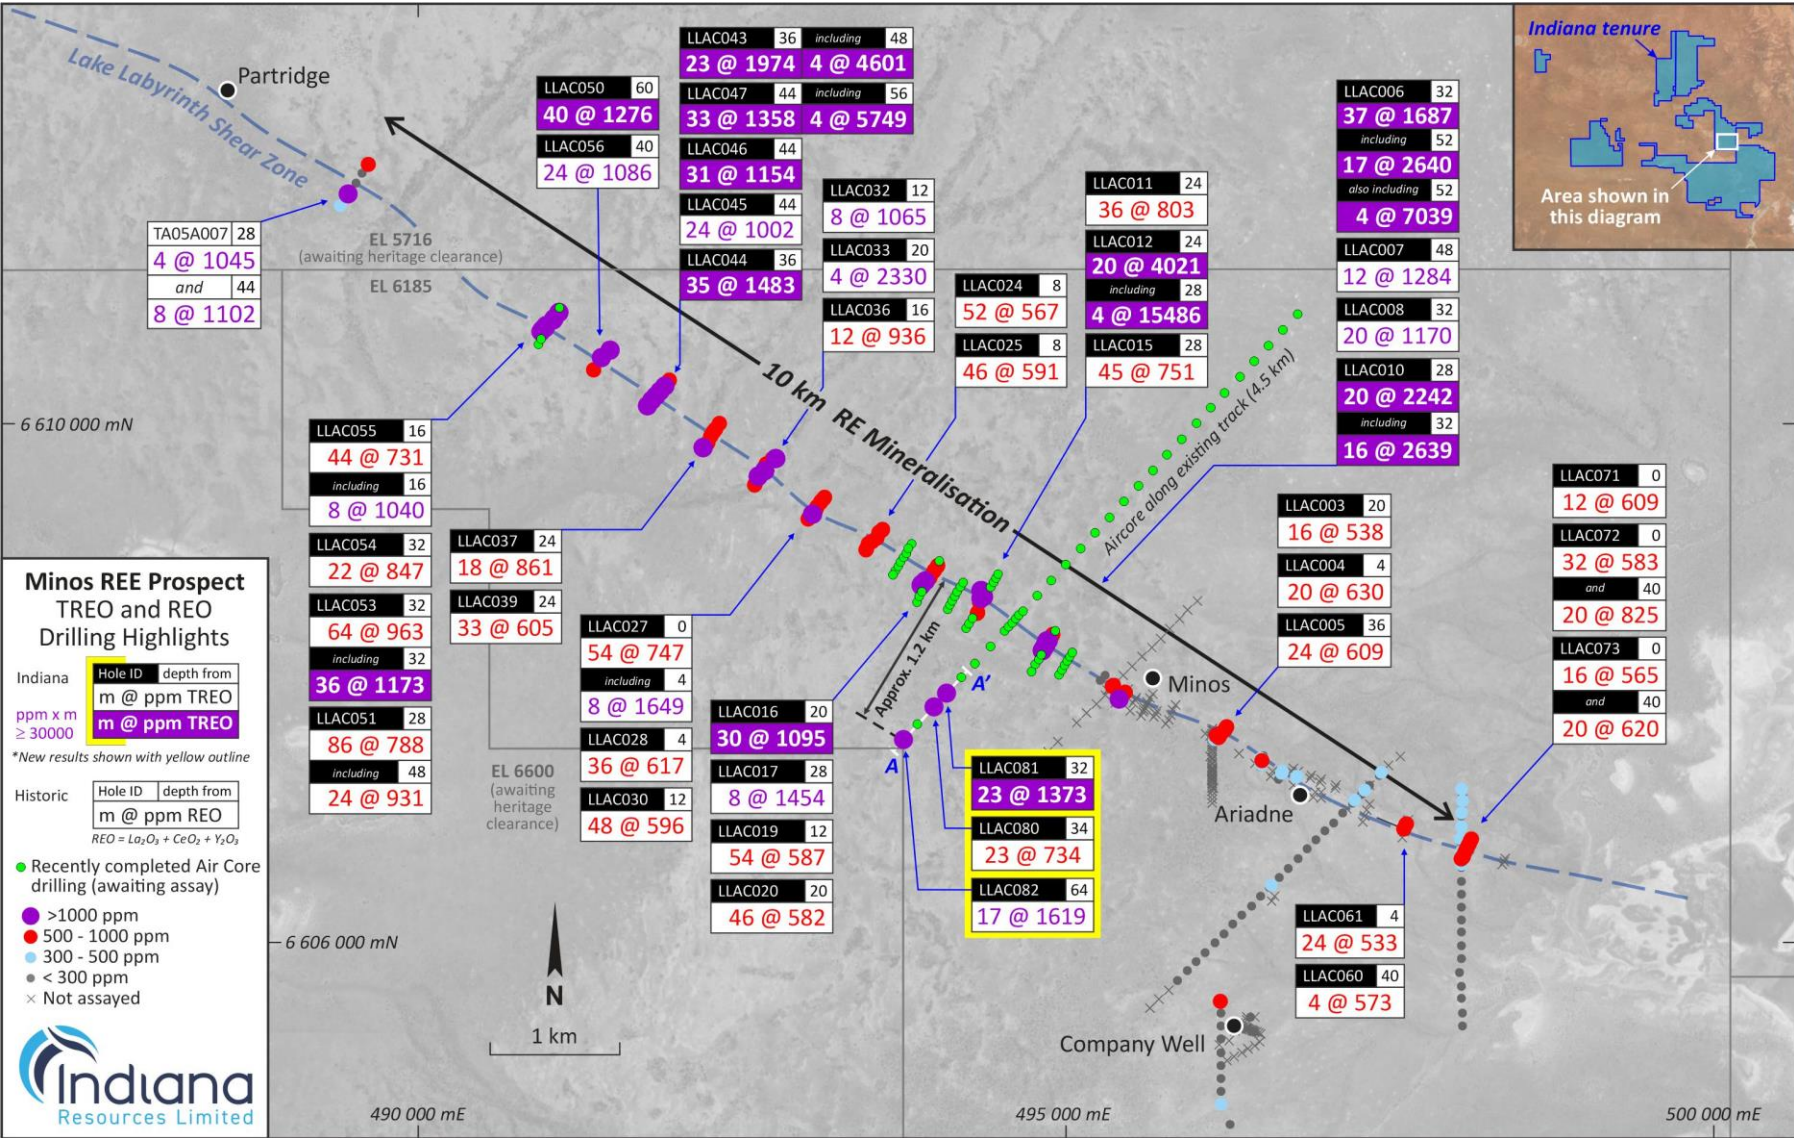 Lake Labyrinth Shear Zone
Partridge
TA05A007 28
4 @ 1045
and 44
8 @ 1102
EL 5716
(awaiting heritage clearance)
EL 6185
LLAC050 60
40 @ 1276
LLAC056 40
24 @ 1086
LLAC043 36 including 48
23 @ 1974 4 @ 4601
LLAC047 44 including 56
33 @ 1358 4 @ 5749
LLAC046 44
31 @ 1154
LLAC045 44
24 @ 1002
LLAC044 36
35 @ 1483
LLAC032 12
8 @ 1065
LLAC033 20
4 @ 2330
LLAC036 16
12 @ 936
LLAC024 8
52 @ 567
LLAC025 8
46 @ 591
LLAC011 24
36 @ 803
LLAC012 24
20 @ 4021
including 28
4 @ 15486
LLAC015 28
45 @ 751
LLAC006 32
37 @ 1687
including 52
17 @ 2640
also including 52
4 @ 7039
LLAC007 48
12 @ 1284
LLAC008 32
20 @ 1170
LLAC010 28
20 @ 2242
including 32
16 @ 2639
Indiana tenure
Area shown in
this diagram
10 km RE Mineralisation
Aircore along existing track (4.5 km)
6 610 000 mN
LLAC055 16
44 @ 731
including 16
8 @ 1040
LLAC054 32
22 @ 847
LLAC053 32
64 @ 963
including 32
36 @ 1173
LLAC051 28
86 @ 788
including 48
24 @ 931
LLAC037 24
18 @ 861
LLAC039 24
33 @ 605
LLAC027 0
54 @ 747
including 4
8 @ 1649
LLAC028 4
36 @ 617
LLAC030 12
48 @ 596
LLAC016 20
30 @ 1095
LLAC017 28
8 @ 1454
LLAC019 12
54 @ 587
LLAC020 20
46 @ 582
Approx. 1.2 km
A'
A
LLAC081 32
23 @ 1373
LLAC080 34
23 @ 734
LLAC082 64
17 @ 1619
LLAC003 20
16 @ 538
LLAC004 4
20 @ 630
LLAC005 36
24 @ 609
LLAC071 0
12 @ 609
LLAC072 0
32 @ 583
and 40
20 @ 825
LLAC073 0
16 @ 565
and 40
20 @ 620
Minos
Ariadne
LLAC061 4
24 @ 533
LLAC060 40
4 @ 573
Company Well
EL 6600
(awaiting
heritage
clearance)
6 606 000 mN
N
1 km
490 000 mE
495 000 mE
500 000 mE
Minos REE Prospect
TREO and REO
Drilling Highlights
Indiana
Hole ID depth from
m @ ppm TREO
ppm x m
≥ 30000
m @ ppm TREO
*New results shown with yellow outline
Historic
Hole ID depth from
m @ ppm REO
REO = La₂O₃ + CeO₂ + Y₂O₃
Recently completed Air Core
drilling (awaiting assay)
>1000 ppm
500 - 1000 ppm
300 - 500 ppm
< 300 ppm
Not assayed
Indiana
Resources Limited